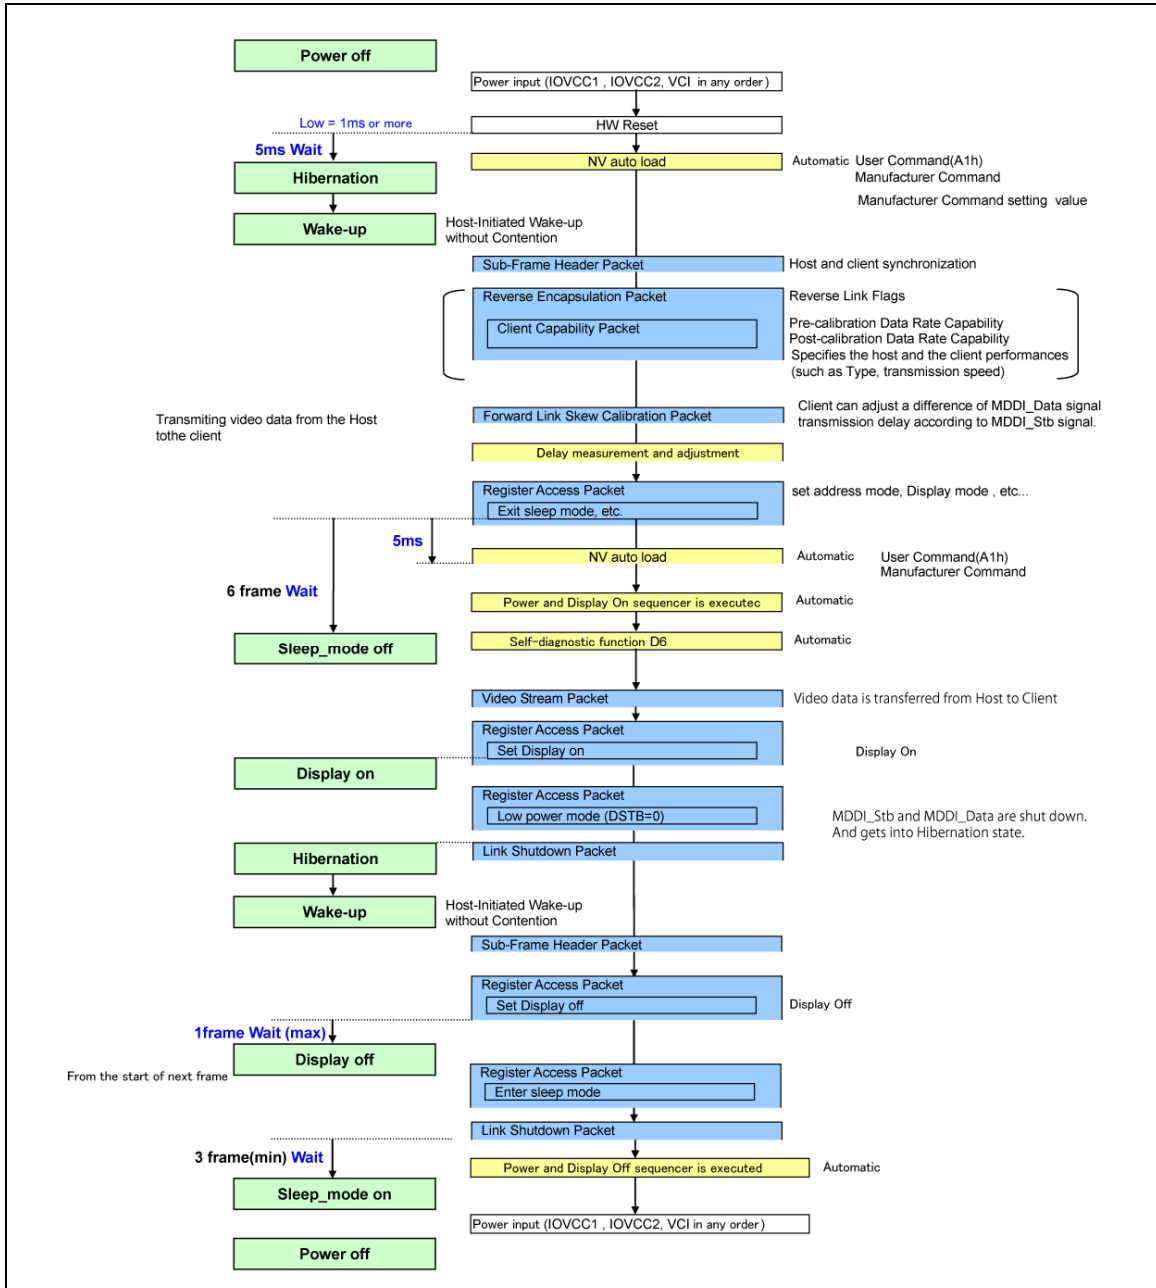 Power off
Power input (IOVCC1 , IOVCC2, VCI in any order)
Low = 1ms or more
HW Reset
5ms Wait
NV auto load
Automatic User Command(A1h)
Manufacturer Command
Hibernation
Manufacturer Command setting value
Wake-up
Host-Initiated Wake-up
without Contention
Sub-Frame Header Packet
Host and client synchronization
Reverse Encapsulation Packet
Reverse Link Flags
Client Capability Packet
Pre-calibration Data Rate Capability
Post-calibration Data Rate Capability
Specifies the host and the client performances
(such as Type, transmission speed)
Transmiting video data from the Host
tothe client
Forward Link Skew Calibration Packet
Client can adjust a difference of MDDI_Data signal
transmission delay according to MDDI_Stb signal.
Delay measurement and adjustment
Register Access Packet
set address mode, Display mode , etc...
Exit sleep mode, etc.
5ms
NV auto load
Automatic
User Command(A1h)
Manufacturer Command
6 frame Wait
Power and Display On sequencer is executec
Automatic
Sleep_mode off
Self-diagnostic function D6
Automatic
Video Stream Packet
Video data is transferred from Host to Client
Register Access Packet
Set Display on
Display On
Display on
Register Access Packet
Low power mode (DSTB=0)
MDDI_Stb and MDDI_Data are shut down.
And gets into Hibernation state.
Hibernation
Link Shutdown Packet
Wake-up
Host-Initiated Wake-up
without Contention
Sub-Frame Header Packet
Register Access Packet
Set Display off
Display Off
1frame Wait (max)
Display off
From the start of next frame
Register Access Packet
Enter sleep mode
Link Shutdown Packet
3 frame(min) Wait
Power and Display Off sequencer is executed
Automatic
Sleep_mode on
Power input (IOVCC1 , IOVCC2, VCI in any order)
Power off